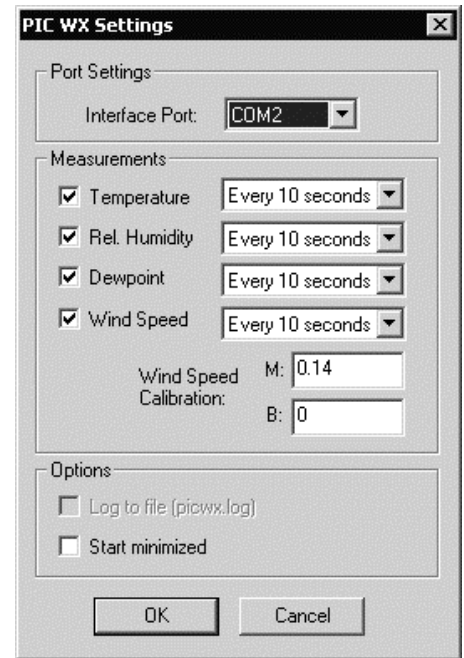 PIC WX Settings
Port Settings
Interface Port: COM2
Measurements
Temperature Every 10 seconds
Rel. Humidity Every 10 seconds
Dewpoint Every 10 seconds
Wind Speed Every 10 seconds
Wind Speed Calibration:
M: 0.14
B: 0
Options
Log to file (picwx.log)
Start minimized
OK Cancel